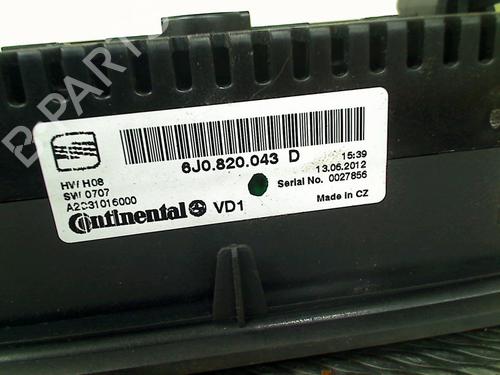 B PARTS
6J0.820.043 D
HW H08
SW 0707
A2C31016000
15:39
13.06.2012
Serial No. 0027856
Continental VD1
Made in CZ